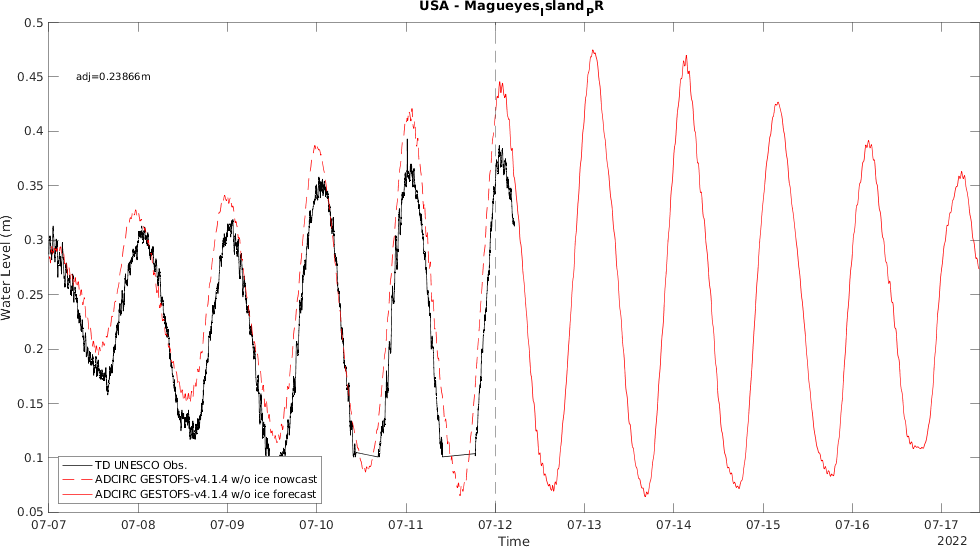 USA - MagueyesIslandPR
adj=0.23866m
0.5
0.45
0.4
0.35
0.3
0.25
0.2
0.15
0.1
0.05
Water Level (m)
TD UNESCO Obs.
ADCIRC GESTOFS-v4.1.4 w/o ice nowcast
ADCIRC GESTOFS-v4.1.4 w/o ice forecast
07-07 07-08 07-09 07-10 07-11 07-12 07-13 07-14 07-15 07-16 07-17
Time
2022